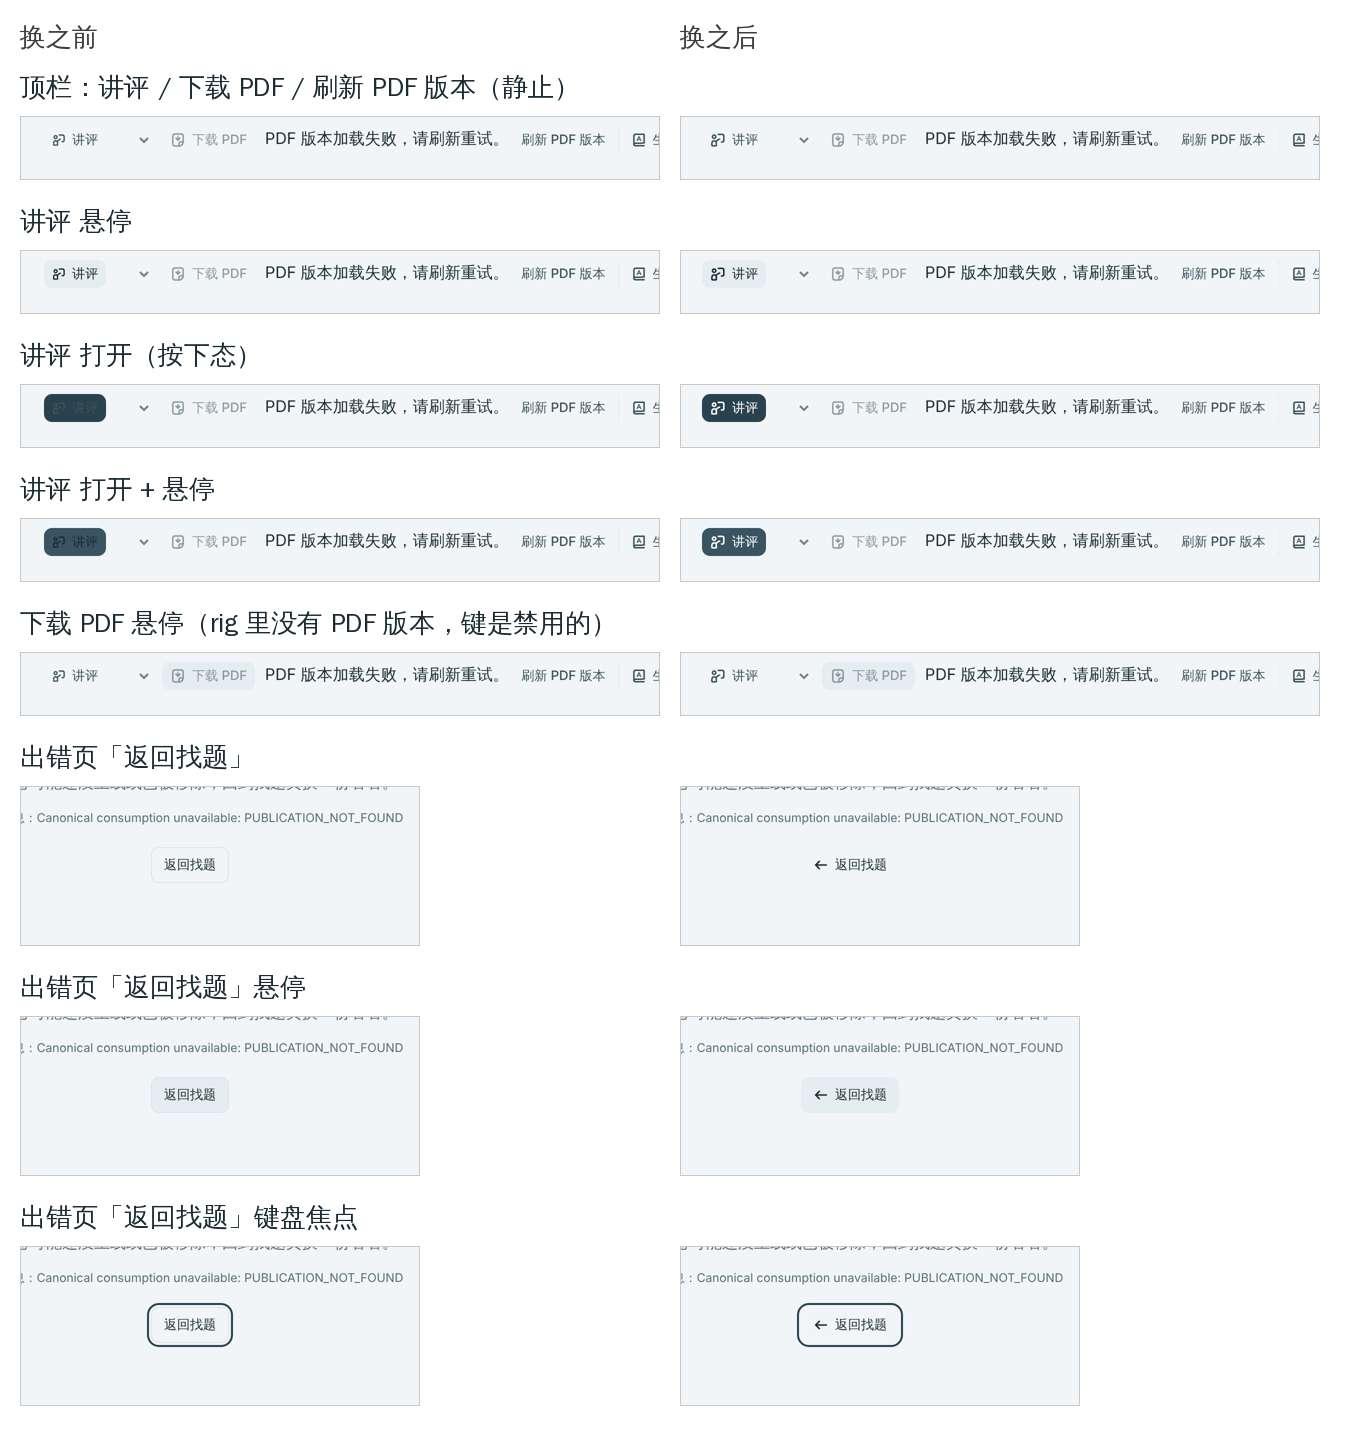 换之前 换之后
顶栏：讲评 / 下载 PDF / 刷新 PDF 版本（静止）
讲评 下载 PDF PDF 版本加载失败，请刷新重试。 刷新 PDF 版本 讲评 下载 PDF PDF 版本加载失败，请刷新重试。 刷新 PDF 版本
讲评 悬停
讲评 下载 PDF PDF 版本加载失败，请刷新重试。 刷新 PDF 版本 讲评 下载 PDF PDF 版本加载失败，请刷新重试。 刷新 PDF 版本
讲评 打开（按下态）
讲评 下载 PDF PDF 版本加载失败，请刷新重试。 刷新 PDF 版本 讲评 下载 PDF PDF 版本加载失败，请刷新重试。 刷新 PDF 版本
讲评 打开 + 悬停
讲评 下载 PDF PDF 版本加载失败，请刷新重试。 刷新 PDF 版本 讲评 下载 PDF PDF 版本加载失败，请刷新重试。 刷新 PDF 版本
下载 PDF 悬停（rig 里没有 PDF 版本，键是禁用的）
讲评 下载 PDF PDF 版本加载失败，请刷新重试。 刷新 PDF 版本 讲评 下载 PDF PDF 版本加载失败，请刷新重试。 刷新 PDF 版本
出错页「返回找题」
：Canonical consumption unavailable: PUBLICATION_NOT_FOUND ：Canonical consumption unavailable: PUBLICATION_NOT_FOUND
返回找题 ← 返回找题
出错页「返回找题」悬停
：Canonical consumption unavailable: PUBLICATION_NOT_FOUND ：Canonical consumption unavailable: PUBLICATION_NOT_FOUND
返回找题 ← 返回找题
出错页「返回找题」键盘焦点
：Canonical consumption unavailable: PUBLICATION_NOT_FOUND ：Canonical consumption unavailable: PUBLICATION_NOT_FOUND
返回找题 ← 返回找题